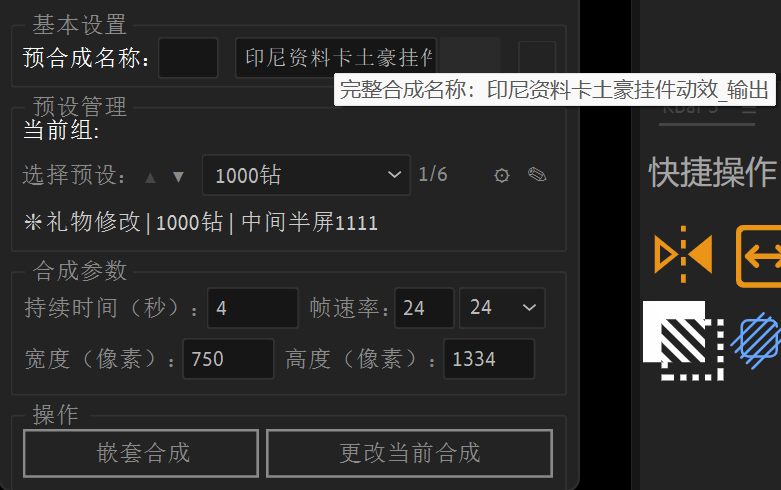 基本设置
预合成名称：
印尼资料卡土豪挂件
完整合成名称：印尼资料卡土豪挂件动效_输出
预设管理
当前组:
快捷操作
选择预设：▲ ▼ 1000钻 1/6
❊礼物修改|1000钻|中间半屏1111
合成参数
持续时间（秒）：4 帧速率：24 24
宽度（像素）：750 高度（像素）：1334
操作
嵌套合成 更改当前合成